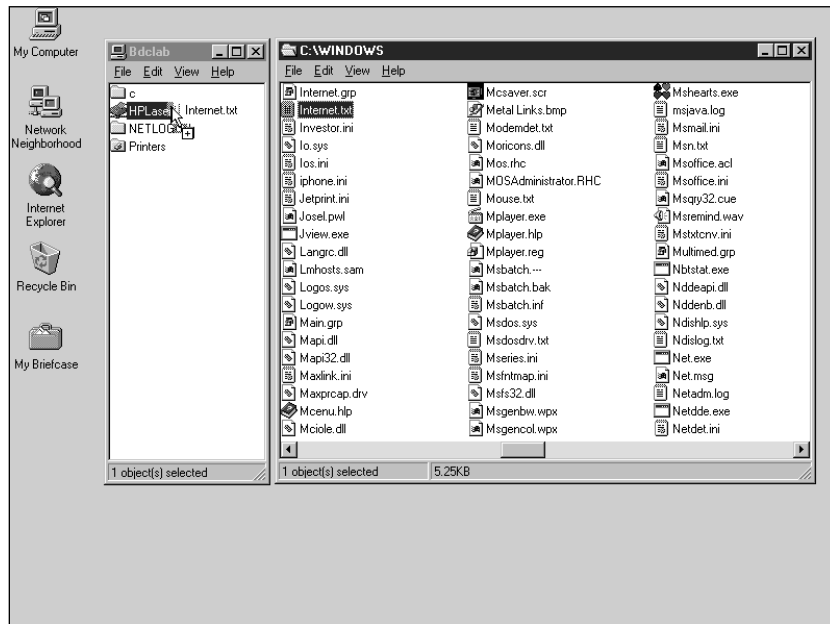 My Computer
Network
Neighborhood
Internet
Explorer
Recycle Bin
My Briefcase
Bdclab
File Edit View Help
c
HPLase Internet.txt
NETLOG
Printers
1 object(s) selected
C:\WINDOWS
File Edit View Help
Internet.grp
Internet.txt
Investor.ini
Io.sys
Ios.ini
iphone.ini
Jetprint.ini
Josel.pwl
Jview.exe
Langrc.dll
Lmhosts.sam
Logos.sys
Logow.sys
Main.grp
Mapi.dll
Mapi32.dll
Maxlink.ini
Maxprcap.drv
Mcenu.hlp
Mciole.dll
Mcsaver.scr
Metal Links.bmp
Modemdet.txt
Moricons.dll
Mos.rhc
MOSAdministrator.RHC
Mouse.txt
Mplayer.exe
Mplayer.hlp
Mplayer.reg
Msbatch.---
Msbatch.bak
Msbatch.inf
Msdos.sys
Msdosdrv.txt
Mseries.ini
Msfntmap.ini
Msfs32.dll
Msgenbw.wpx
Msgencol.wpx
Mshearts.exe
msjava.log
Msmail.ini
Msn.txt
Msoffice.acl
Msoffice.ini
Msqry32.cue
Msremind.wav
Mstxtcnv.ini
Multimed.grp
Nbtstat.exe
Nddeapi.dll
Nddenb.dll
Ndishlp.sys
Ndislog.txt
Net.exe
Net.msg
Netadm.log
Netdde.exe
Netdet.ini
1 object(s) selected 5.25KB